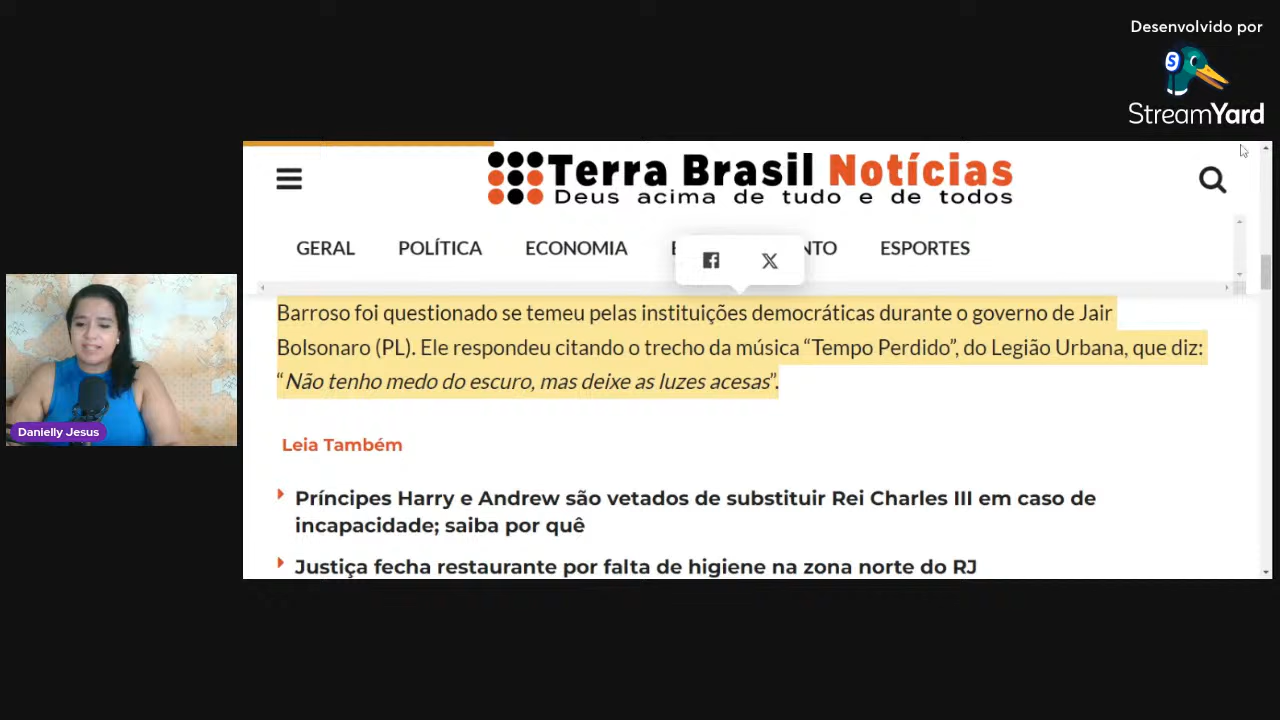 Desenvolvido por
StreamYard
Terra Brasil Notícias
Deus acima de tudo e de todos
GERAL POLÍTICA ECONOMIA ESPORTES
Barroso foi questionado se temeu pelas instituições democráticas durante o governo de Jair
Bolsonaro (PL). Ele respondeu citando o trecho da música “Tempo Perdido”, do Legião Urbana, que diz:
“Não tenho medo do escuro, mas deixe as luzes acesas”.
Danielly Jesus
Leia Também
Príncipes Harry e Andrew são vetados de substituir Rei Charles III em caso de
incapacidade; saiba por quê
Justiça fecha restaurante por falta de higiene na zona norte do RJ